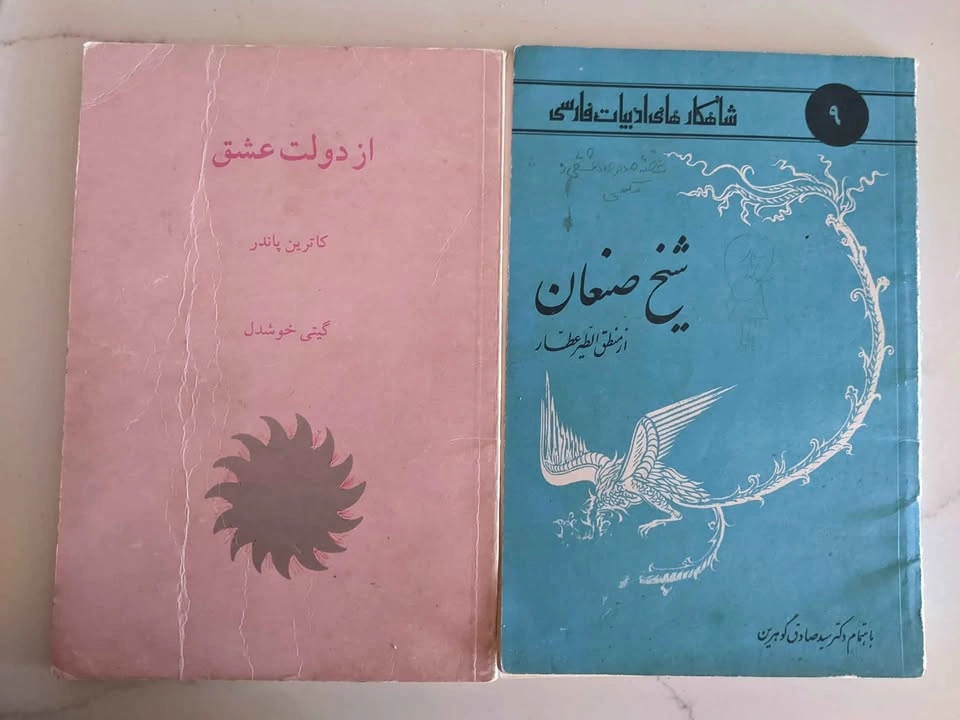 از دولت عشق
کاترین پاندر
گیتی خوشدل
شاهکارهای ادبیات فارسی
۹
شیخ صنعان
از منطق الطیر عطار
باهتمام دکتر سید صادق گوهرین